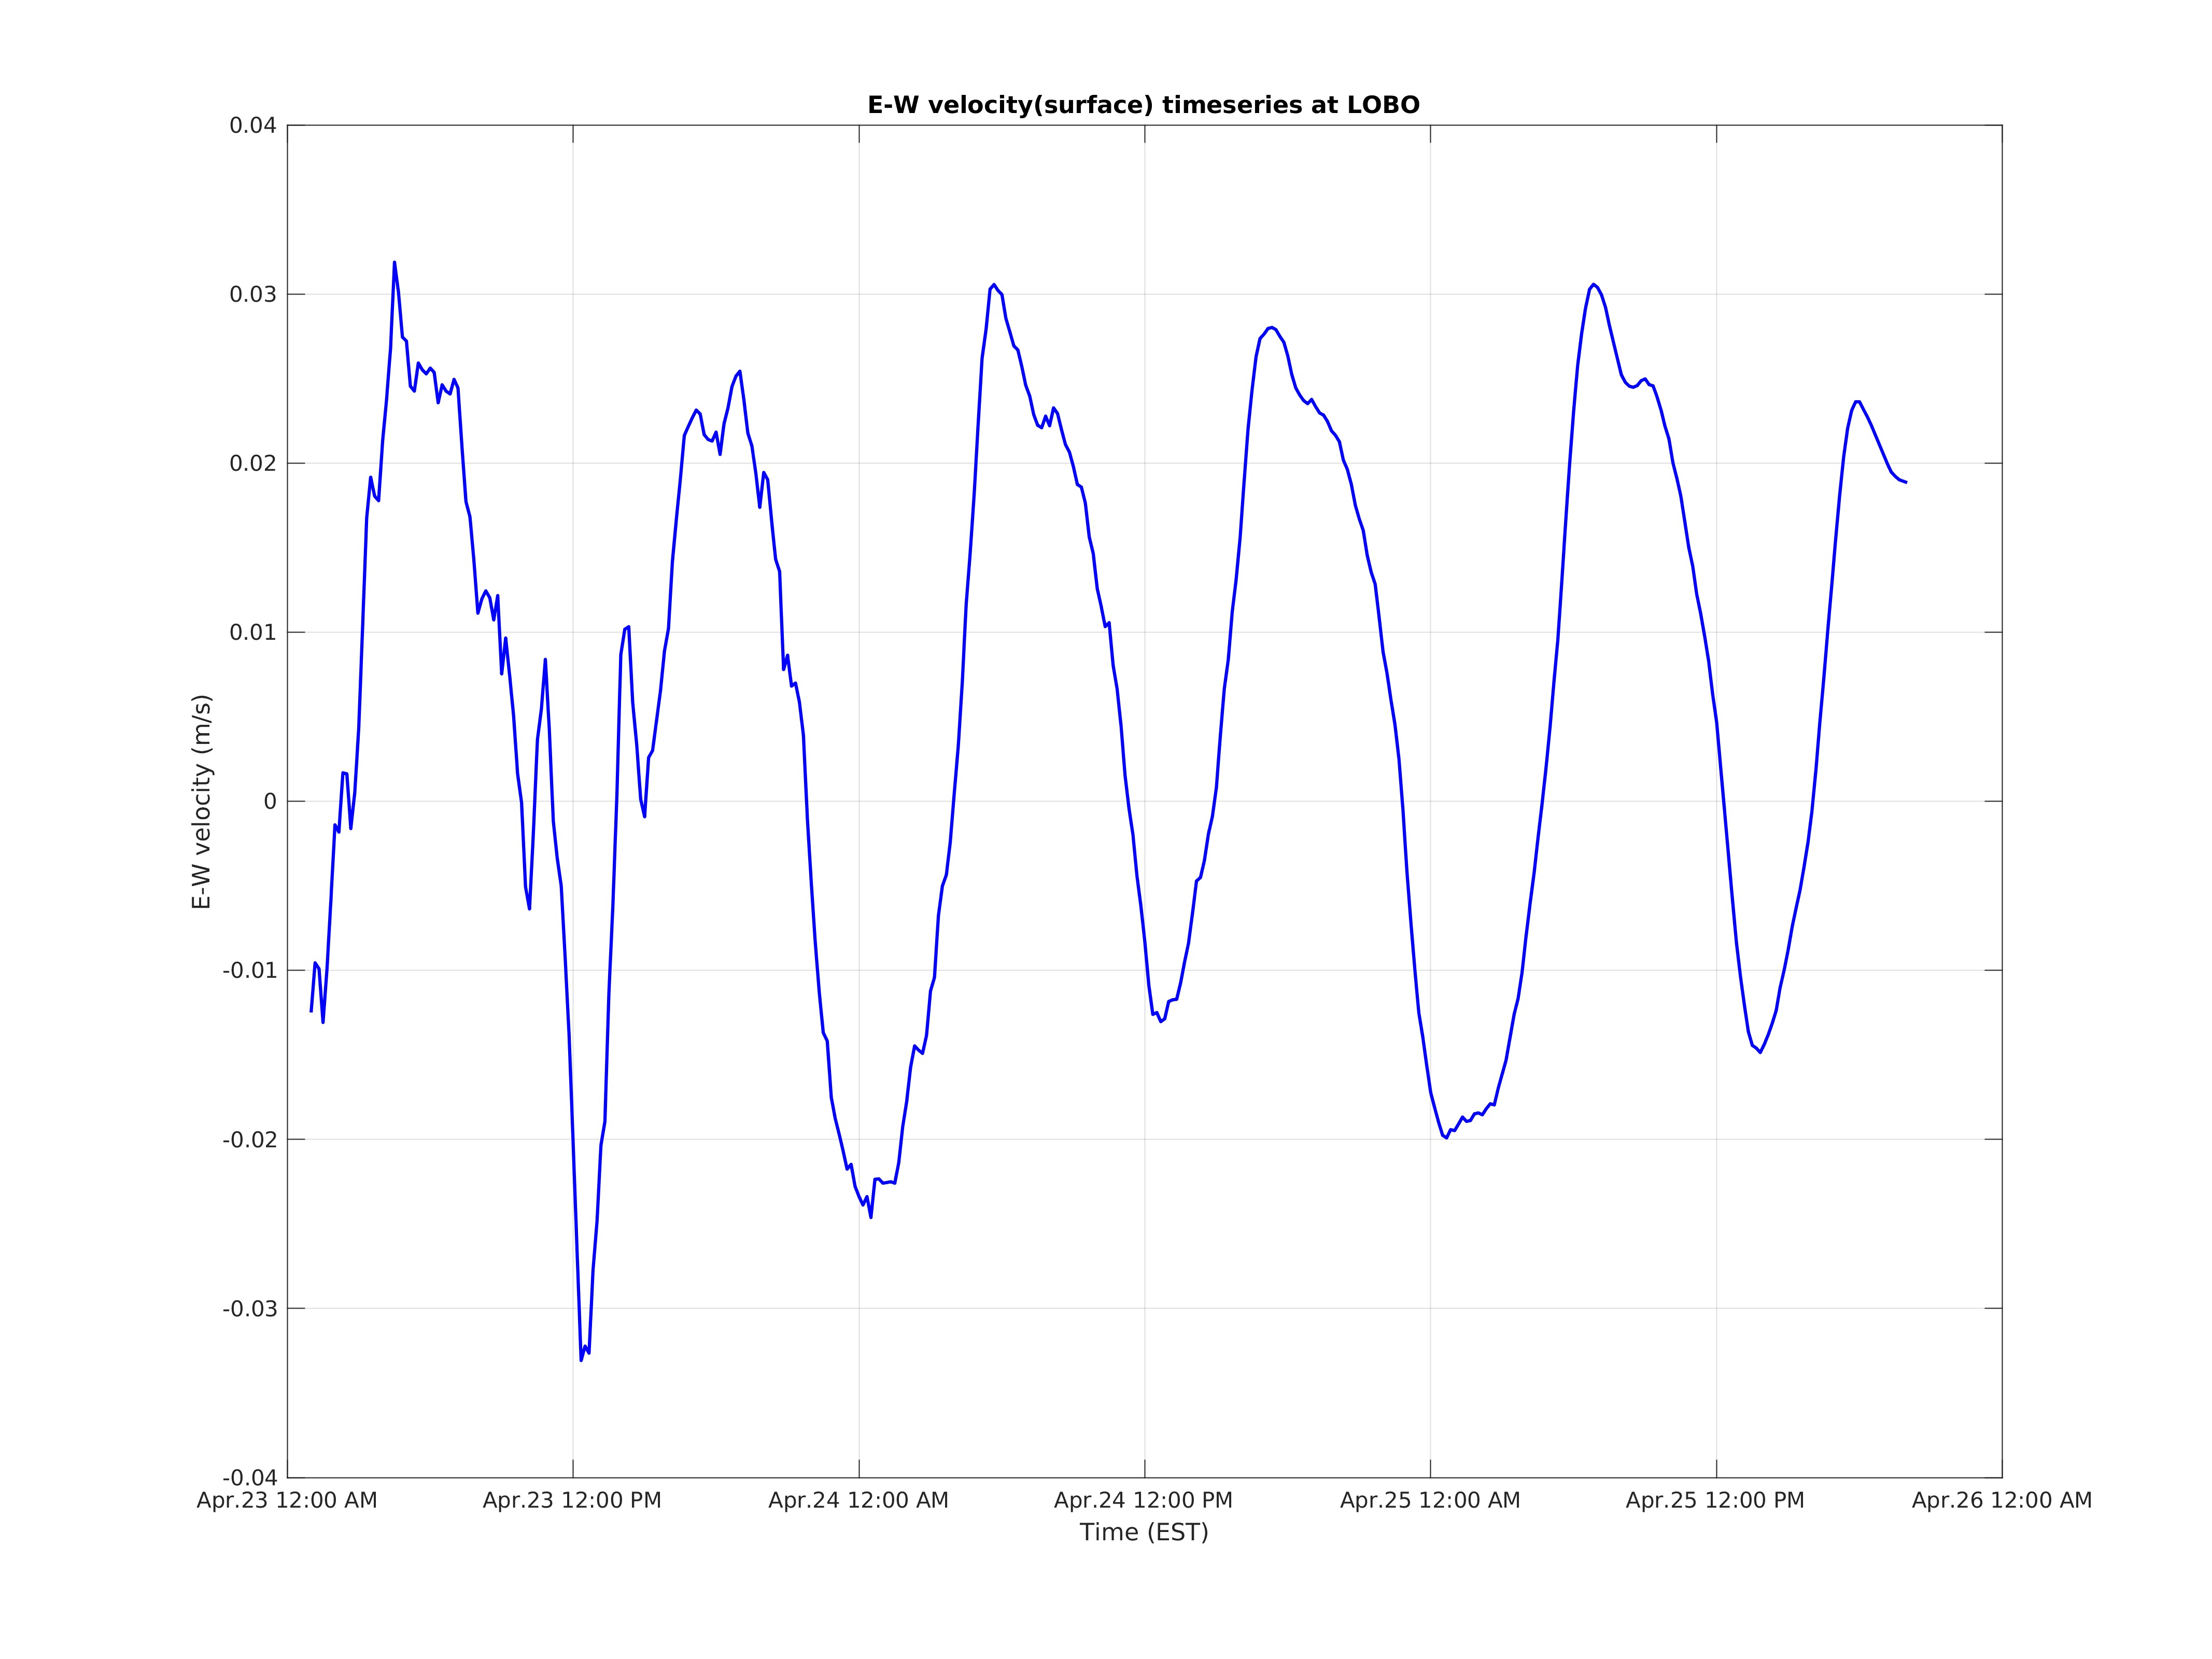 E-W velocity(surface) timeseries at LOBO
0.04
0.03
0.02
0.01
0
-0.01
-0.02
-0.03
-0.04
E-W velocity (m/s)
Apr.23 12:00 AM Apr.23 12:00 PM Apr.24 12:00 AM Apr.24 12:00 PM Apr.25 12:00 AM Apr.25 12:00 PM Apr.26 12:00 AM
Time (EST)